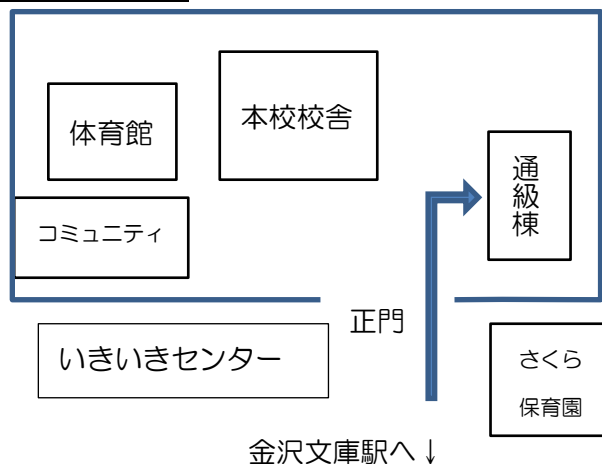 体育館
本校校舎
通級棟
コミュニティ
正門
いきいきセンター
さくら
保育園
金沢文庫駅へ↓